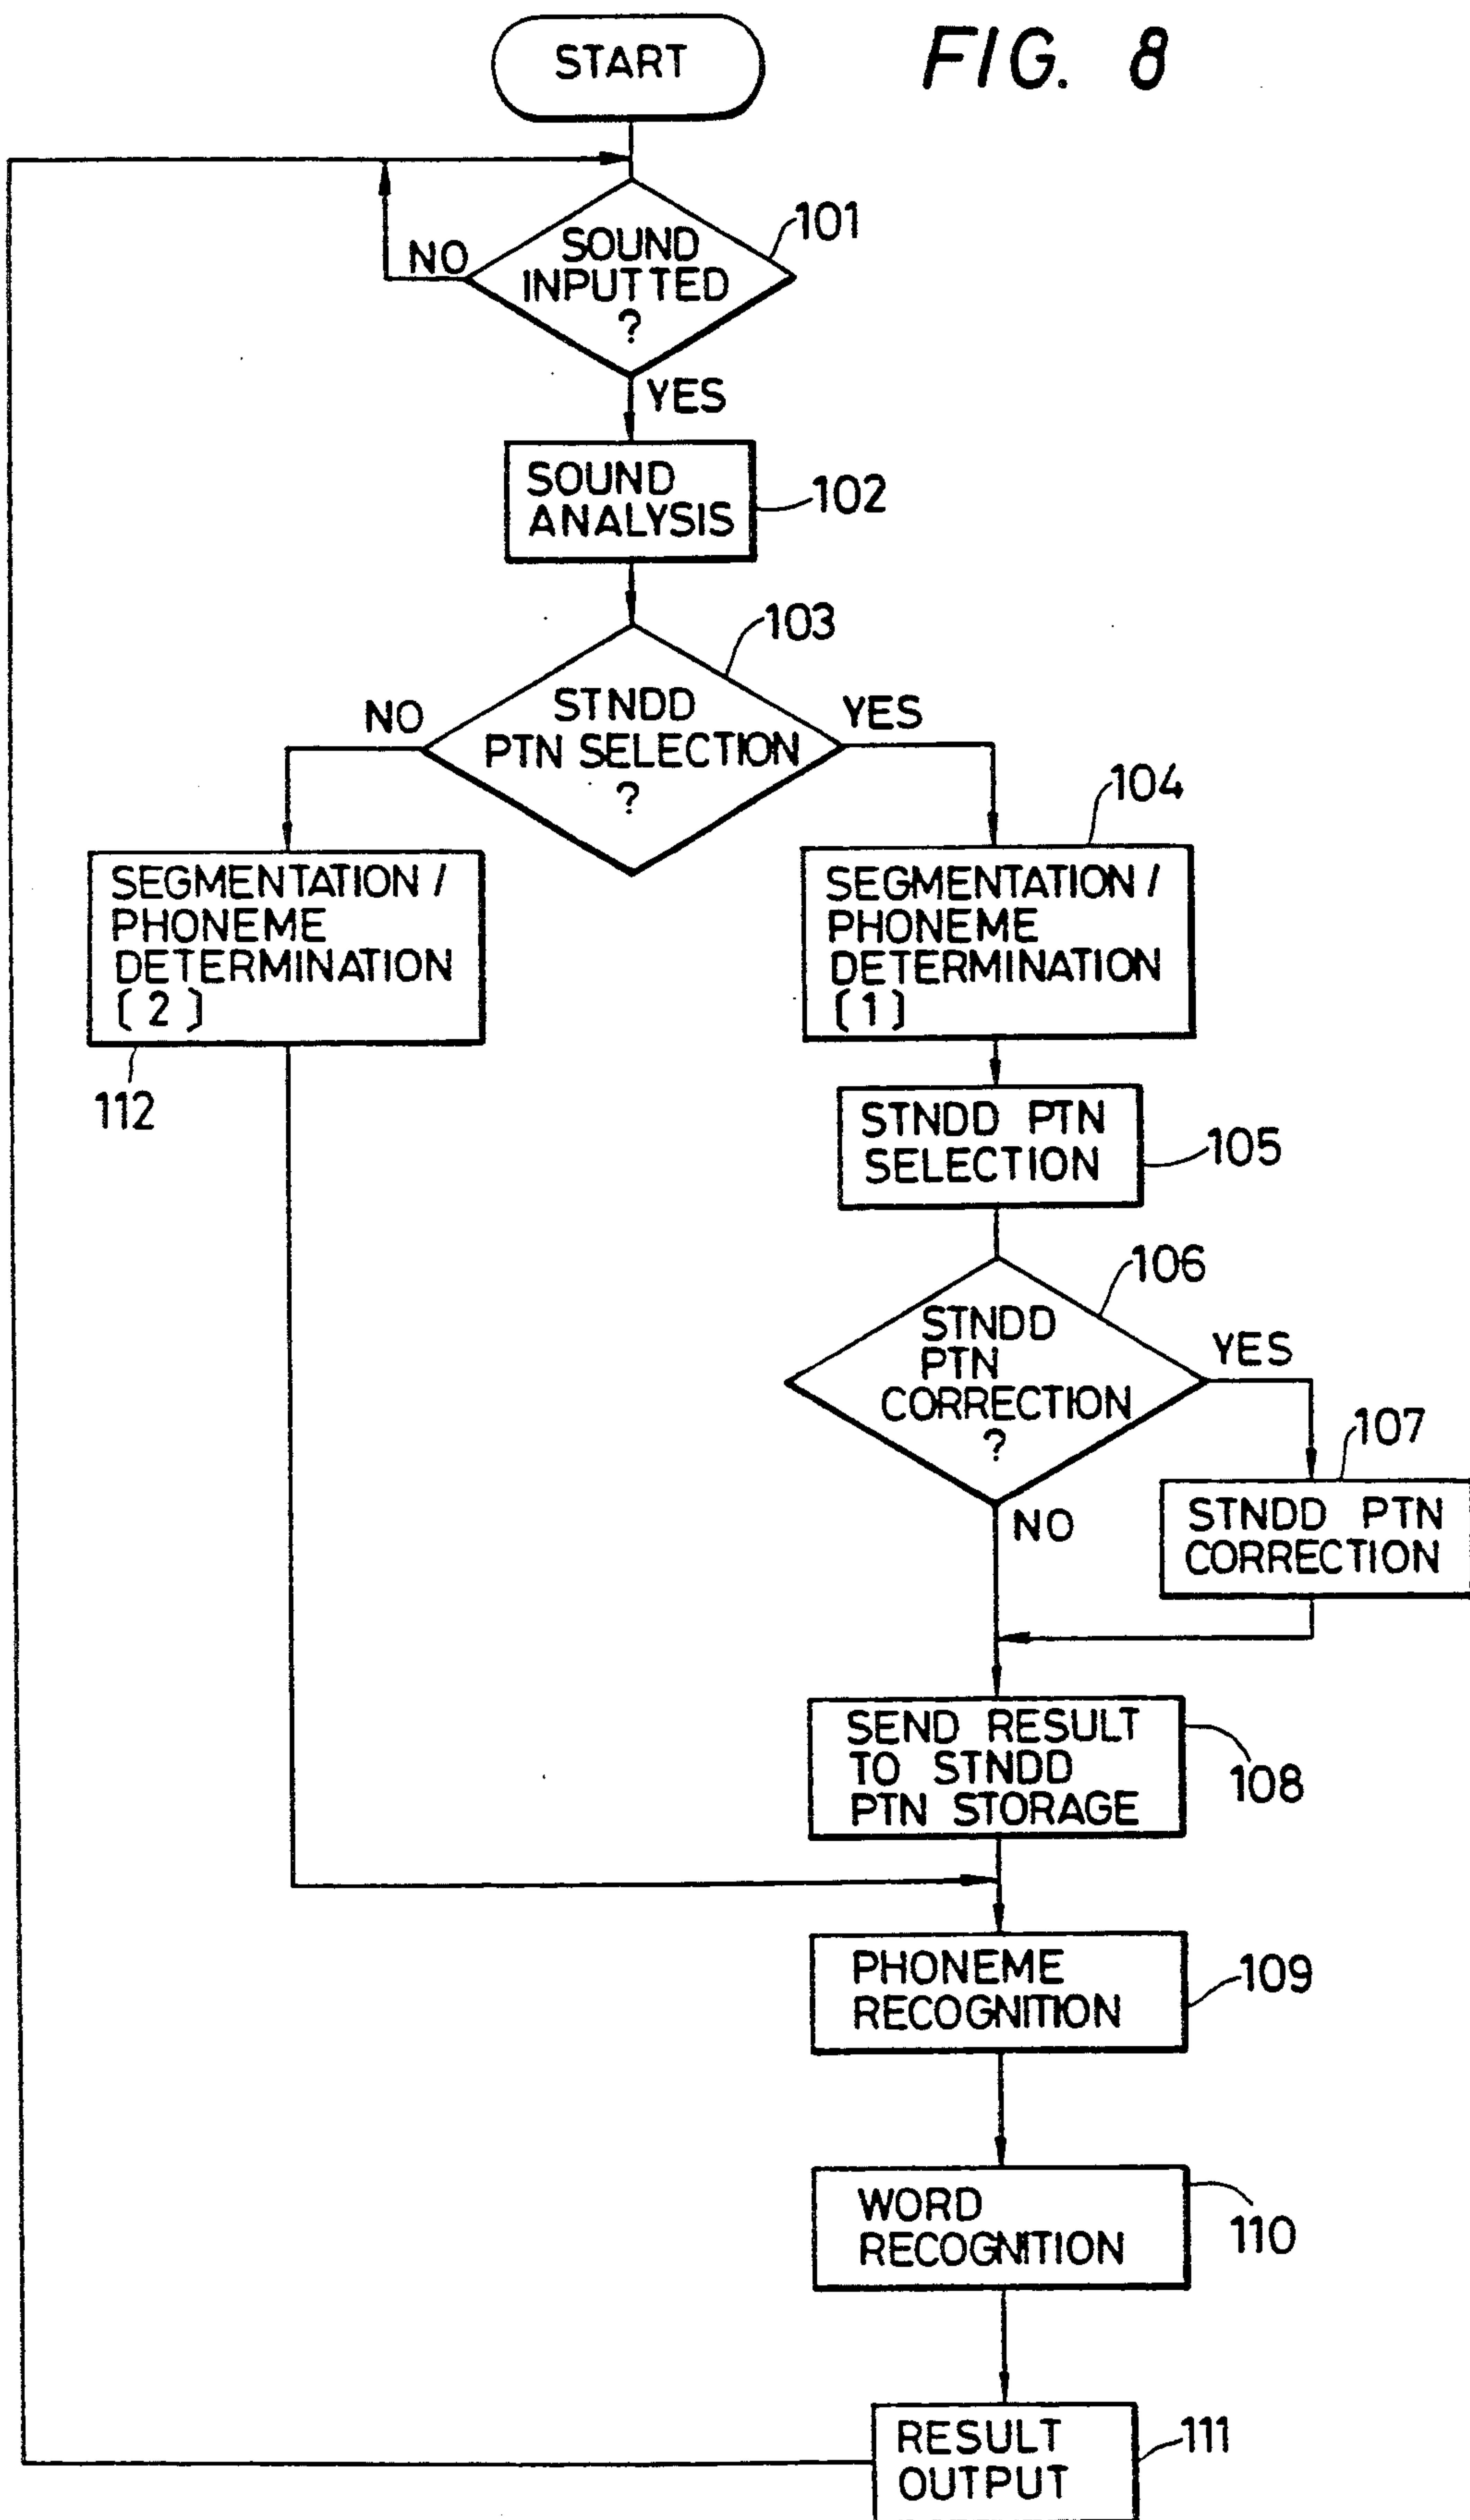 START
FIG. 8
101
NO
SOUND
INPUTTED
?
YES
SOUND
ANALYSIS
102
103
NO
STNDD
PTN SELECTION
?
YES
104
SEGMENTATION /
PHONEME
DETERMINATION
(2)
112
SEGMENTATION /
PHONEME
DETERMINATION
(1)
STNDD PTN
SELECTION
105
106
STNDD
PTN
CORRECTION
?
YES
107
NO
STNDD PTN
CORRECTION
SEND RESULT
TO STNDD
PTN STORAGE
108
PHONEME
RECOGNITION
109
WORD
RECOGNITION
110
RESULT
OUTPUT
111